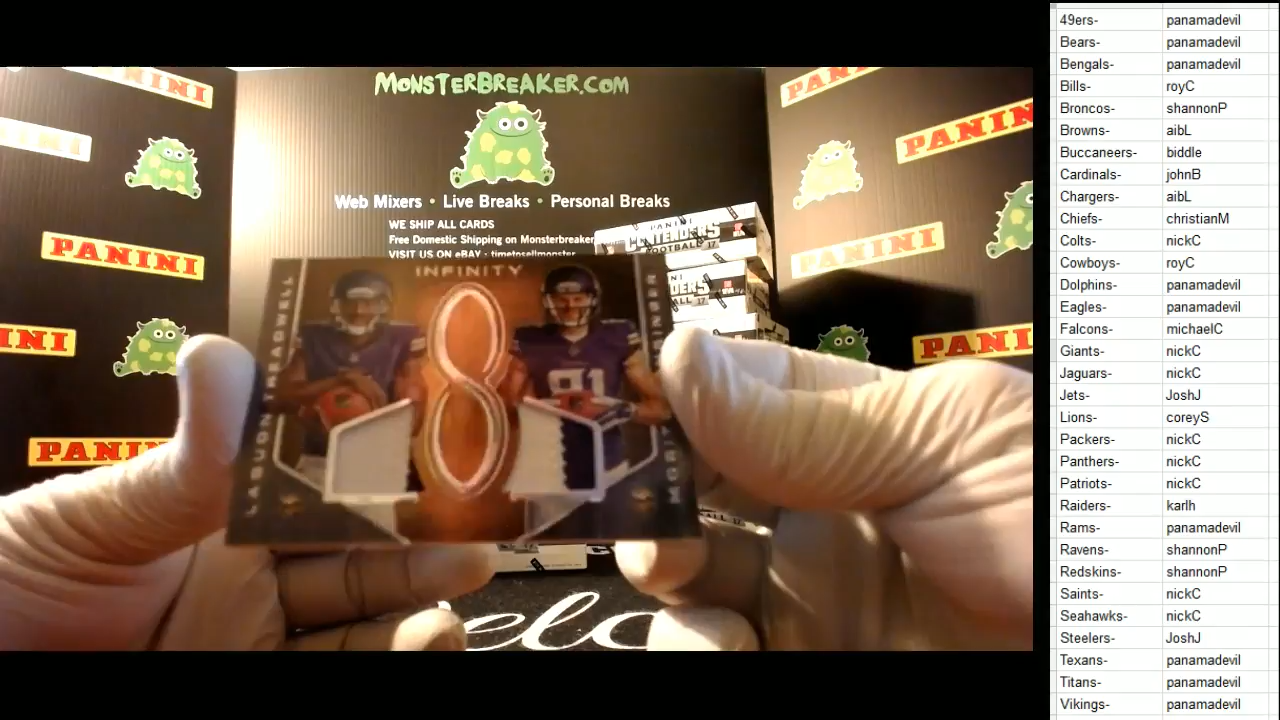 MONSTERBREAKER.COM
Web Mixers • Live Breaks • Personal Breaks
WE SHIP ALL CARDS
Free Domestic Shipping on Monsterbreaker
VISIT US ON eBAY - timetosellmonster
PANINI
PANINI
PANINI
PANINI
PANINI
PANINI
PANINI
PANINI
CONTENDERS
FOOTBALL 17
INFINITY
LAQUON TREADWELL
81
49ers- panamadevil
Bears- panamadevil
Bengals- panamadevil
Bills- royC
Broncos- shannonP
Browns- aibL
Buccaneers- biddle
Cardinals- johnB
Chargers- aibL
Chiefs- christianM
Colts- nickC
Cowboys- royC
Dolphins- panamadevil
Eagles- panamadevil
Falcons- michaelC
Giants- nickC
Jaguars- nickC
Jets- JoshJ
Lions- coreyS
Packers- nickC
Panthers- nickC
Patriots- nickC
Raiders- karlh
Rams- panamadevil
Ravens- shannonP
Redskins- shannonP
Saints- nickC
Seahawks- nickC
Steelers- JoshJ
Texans- panamadevil
Titans- panamadevil
Vikings- panamadevil